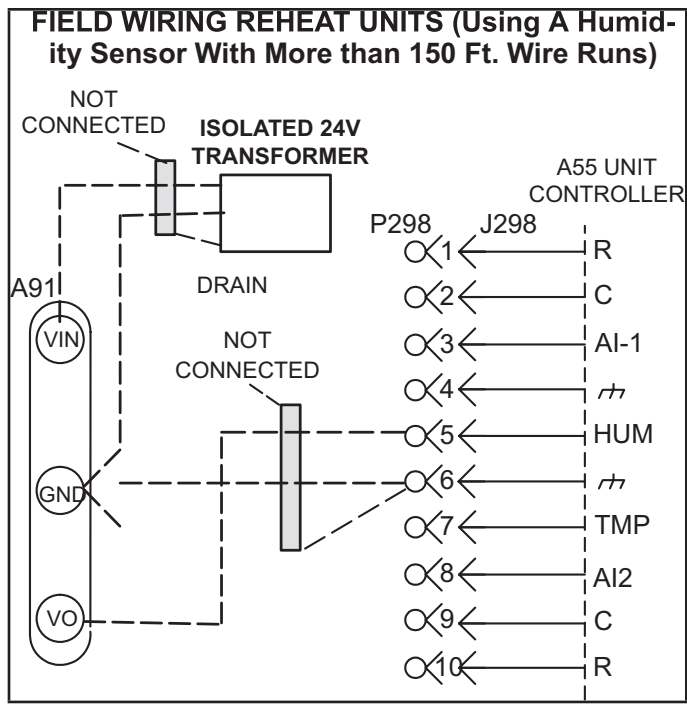 FIELD WIRING REHEAT UNITS (Using A Humid-
ity Sensor With More than 150 Ft. Wire Runs)
NOT
CONNECTED
ISOLATED 24V
TRANSFORMER
A55 UNIT
CONTROLLER
P298
J298
1
R
A91
DRAIN
2
C
VIN
NOT
CONNECTED
3
AI-1
4
5
HUM
GND
6
7
TMP
8
AI2
VO
9
C
10
R